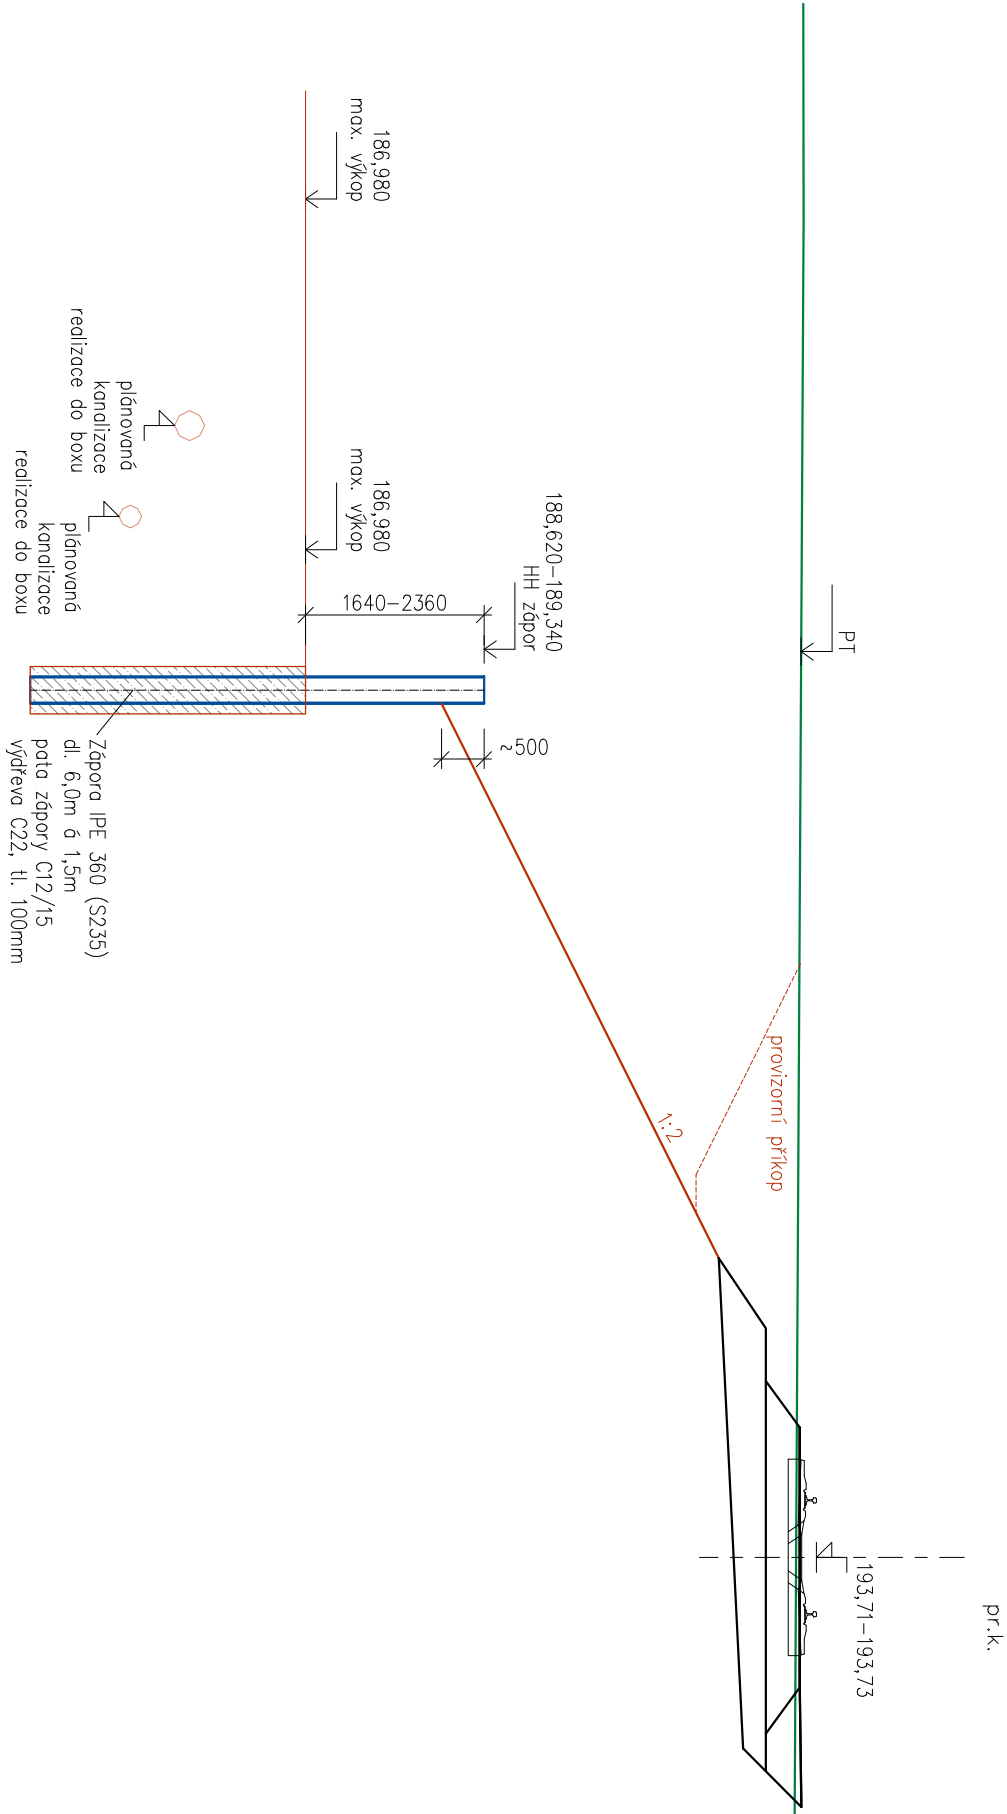 pr.k.
193,71-193,73
PT
provizorní příkop
1:2
188,620-189,340
HH zápor
~500
1640-2360
186,980
max. výkop
186,980
max. výkop
plánovaná
kanalizace
realizace do boxu
plánovaná
kanalizace
realizace do boxu
Zápora IPE 360 (S235)
dl. 6,0m á 1,5m
pata zápory C12/15
výdřeva C22, tl. 100mm